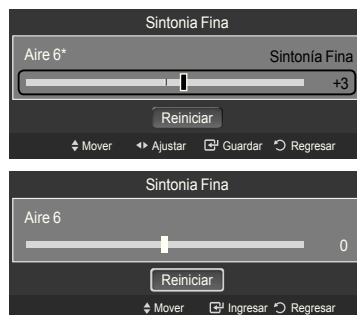 Sintonia Fina
Aire 6* Sintonía Fina
+3
Reiniciar
Mover Ajustar Guardar Regresar
Sintonia Fina
Aire 6
0
Reiniciar
Mover Ingresar Regresar